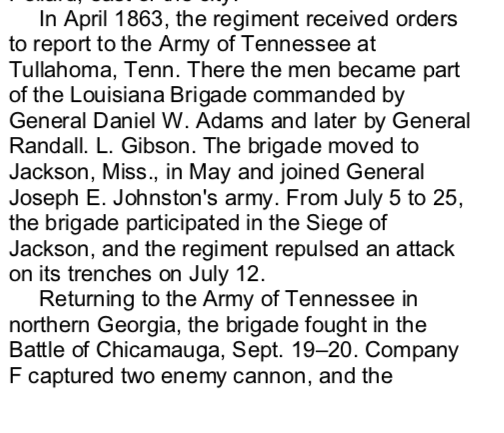 In April 1863, the regiment received orders
to report to the Army of Tennessee at
Tullahoma, Tenn. There the men became part
of the Louisiana Brigade commanded by
General Daniel W. Adams and later by General
Randall. L. Gibson. The brigade moved to
Jackson, Miss., in May and joined General
Joseph E. Johnston's army. From July 5 to 25,
the brigade participated in the Siege of
Jackson, and the regiment repulsed an attack
on its trenches on July 12.
Returning to the Army of Tennessee in
northern Georgia, the brigade fought in the
Battle of Chicamauga, Sept. 19–20. Company
F captured two enemy cannon, and the